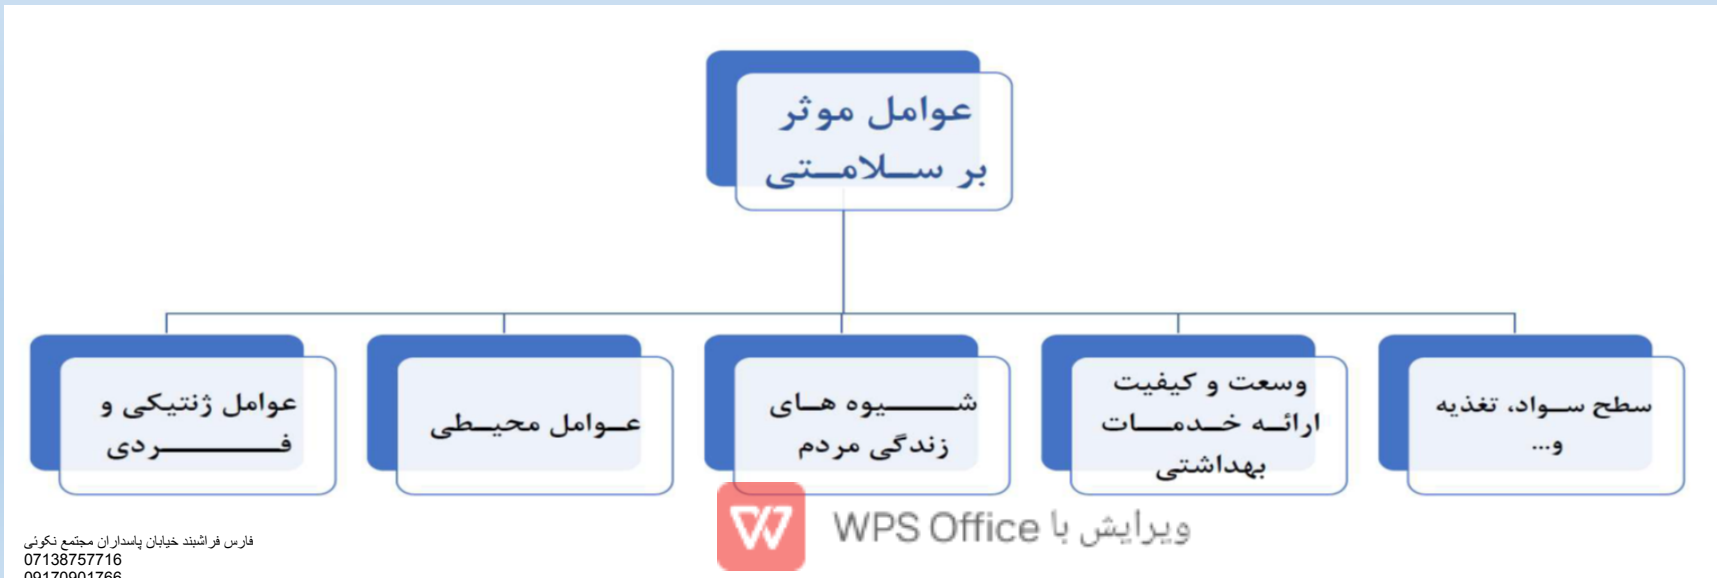 عوامل موثر
بر سلامتی
سطح سواد، تغذیه
و...
وسعت و کیفیت
ارائه خدمات
بهداشتی
شیوه های
زندگی مردم
عوامل محیطی
عوامل ژنتیکی و
فردی
ویرایش با WPS Office
فارس فراشبند خیابان پاسداران مجتمع نکوئی
07138757716
09170901766